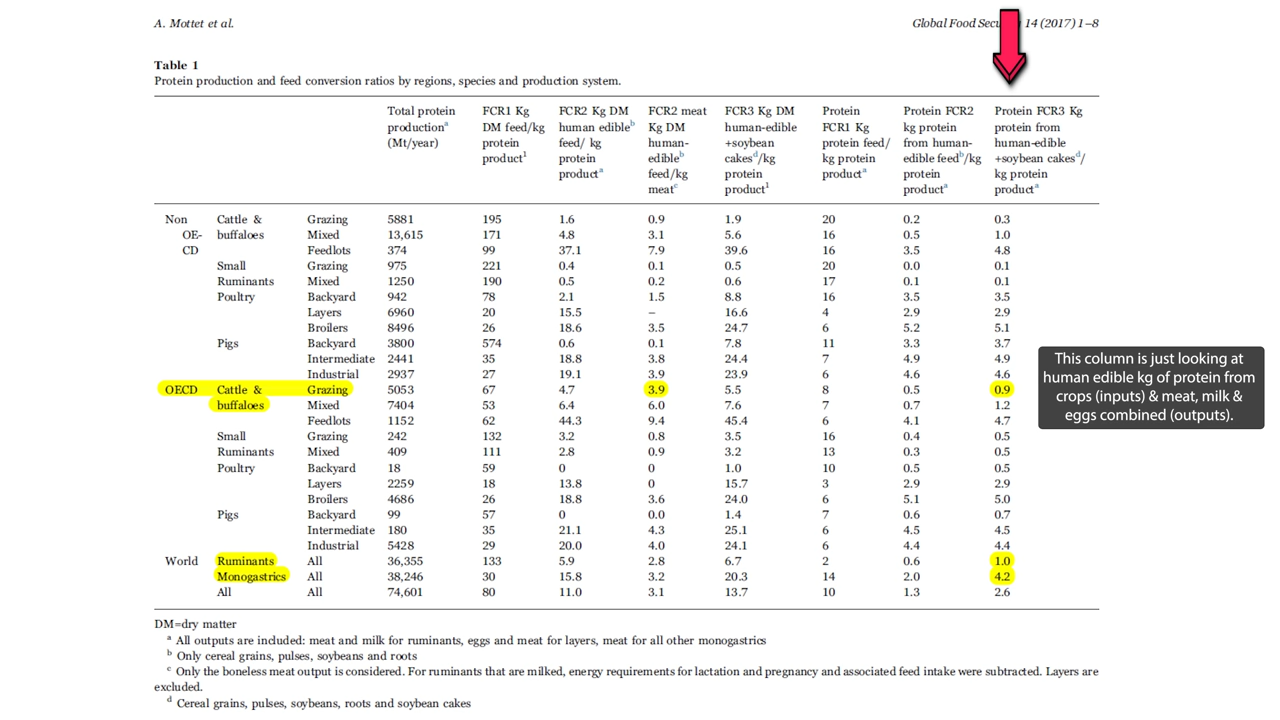 A. Mottet et al. Global Food Secu 14 (2017) 1–8
Table 1
Protein production and feed conversion ratios by regions, species and production system.
Total protein FCR1 Kg FCR2 Kg DM FCR2 meat FCR3 Kg DM Protein Protein FCR2 Protein FCR3 Kg
productionᵃ DM feed/kg human edibleᵇ Kg DM human-edible FCR1 Kg kg protein protein from
(Mt/year) protein feed/ kg human- +soybean protein feed/ from human- human-edible
product¹ protein edibleᵇ cakesᵈ/kg kg protein edible feedᵇ/kg +soybean cakesᵈ/
productᵃ feed/kg protein productᵃ protein kg protein
meatᶜ product¹ productᵃ productᵃ
Non Cattle & Grazing 5881 195 1.6 0.9 1.9 20 0.2 0.3
OE- buffaloes Mixed 13,615 171 4.8 3.1 5.6 16 0.5 1.0
CD Feedlots 374 99 37.1 7.9 39.6 16 3.5 4.8
Small Grazing 975 221 0.4 0.1 0.5 20 0.0 0.1
Ruminants Mixed 1250 190 0.5 0.2 0.6 17 0.1 0.1
Poultry Backyard 942 78 2.1 1.5 8.8 16 3.5 3.5
Layers 6960 20 15.5 – 16.6 4 2.9 2.9
Broilers 8496 26 18.6 3.5 24.7 6 5.2 5.1
Pigs Backyard 3800 574 0.6 0.1 7.8 11 3.3 3.7
Intermediate 2441 35 18.8 3.8 24.4 7 4.9 4.9
Industrial 2937 27 19.1 3.9 23.9 6 4.6 4.6
OECD Cattle & Grazing 5053 67 4.7 3.9 5.5 8 0.5 0.9
buffaloes Mixed 7404 53 6.4 6.0 7.6 7 0.7 1.2
Feedlots 1152 62 44.3 9.4 45.4 6 4.1 4.7
Small Grazing 242 132 3.2 0.8 3.5 16 0.4 0.5
Ruminants Mixed 409 111 2.8 0.9 3.2 13 0.3 0.5
Poultry Backyard 18 59 0 0 1.0 10 0.5 0.5
Layers 2259 18 13.8 0 15.7 3 2.9 2.9
Broilers 4686 26 18.8 3.6 24.0 6 5.1 5.0
Pigs Backyard 99 57 0 0.0 1.4 7 0.6 0.7
Intermediate 180 35 21.1 4.3 25.1 6 4.5 4.5
Industrial 5428 29 20.0 4.0 24.1 6 4.4 4.4
World Ruminants All 36,355 133 5.9 2.8 6.7 2 0.6 1.0
Monogastrics All 38,246 30 15.8 3.2 20.3 14 2.0 4.2
All All 74,601 80 11.0 3.1 13.7 10 1.3 2.6
This column is just looking at
human edible kg of protein from
crops (inputs) & meat, milk &
eggs combined (outputs).
DM=dry matter
ᵃ All outputs are included: meat and milk for ruminants, eggs and meat for layers, meat for all other monogastrics
ᵇ Only cereal grains, pulses, soybeans and roots
ᶜ Only the boneless meat output is considered. For ruminants that are milked, energy requirements for lactation and pregnancy and associated feed intake were subtracted. Layers are
excluded.
ᵈ Cereal grains, pulses, soybeans, roots and soybean cakes